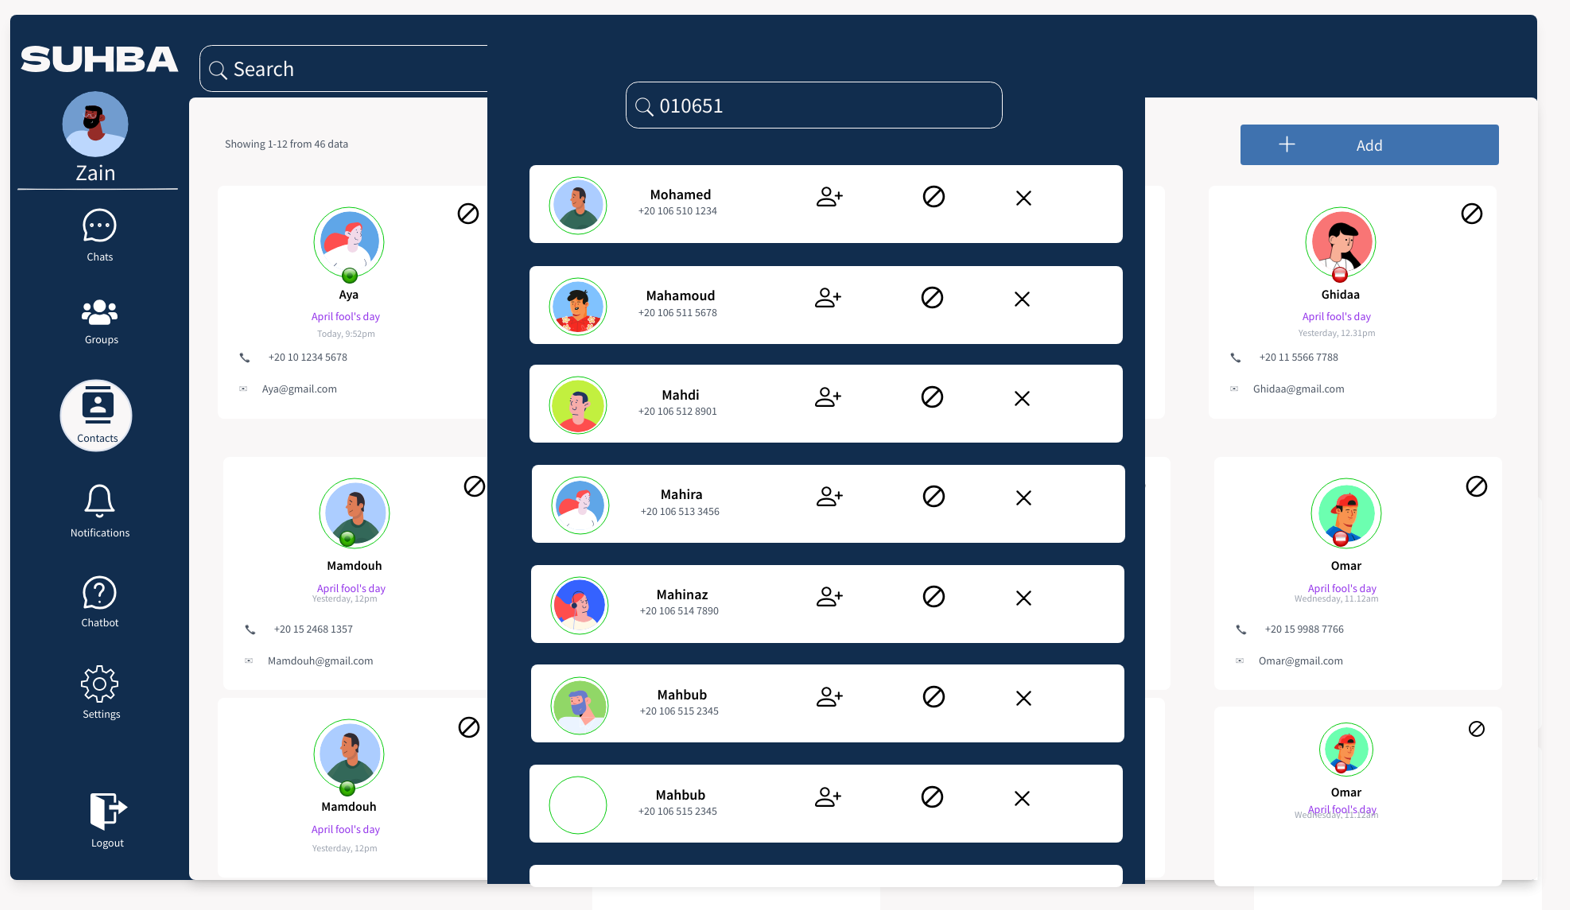 SUHBA
Zain
Chats
Groups
Contacts
Notifications
Chatbot
Settings
Logout
Search
Showing 1-12 from 46 data
Aya
April fool's day
Today, 9:52pm
+20 10 1234 5678
Aya@gmail.com
Mamdouh
April fool's day
Yesterday, 12pm
+20 15 2468 1357
Mamdouh@gmail.com
Mamdouh
April fool's day
Yesterday, 12pm
010651
Mohamed
+20 106 510 1234
Mahamoud
+20 106 511 5678
Mahdi
+20 106 512 8901
Mahira
+20 106 513 3456
Mahinaz
+20 106 514 7890
Mahbub
+20 106 515 2345
Mahbub
+20 106 515 2345
Add
Ghidaa
April fool's day
Yesterday, 12.31pm
+20 11 5566 7788
Ghidaa@gmail.com
Omar
April fool's day
Wednesday, 11.12am
+20 15 9988 7766
Omar@gmail.com
Omar
April fool's day
Wednesday, 11.12am